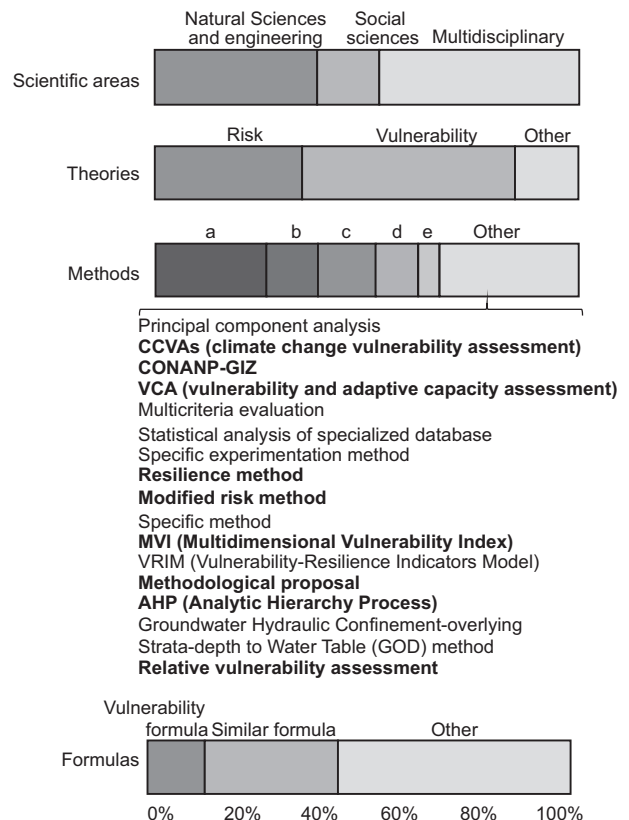 Natural Sciences
and engineering
Social
sciences
Multidisciplinary
Scientific areas
Risk
Vulnerability
Other
Theories
a
b
c
d
e
Other
Methods
Principal component analysis
CCVAs (climate change vulnerability assessment)
CONANP-GIZ
VCA (vulnerability and adaptive capacity assessment)
Multicriteria evaluation
Statistical analysis of specialized database
Specific experimentation method
Resilience method
Modified risk method
Specific method
MVI (Multidimensional Vulnerability Index)
VRIM (Vulnerability-Resilience Indicators Model)
Methodological proposal
AHP (Analytic Hierarchy Process)
Groundwater Hydraulic Confinement-overlying
Strata-depth to Water Table (GOD) method
Relative vulnerability assessment
Vulnerability
formula
Similar formula
Other
Formulas
0% 20% 40% 60% 80% 100%